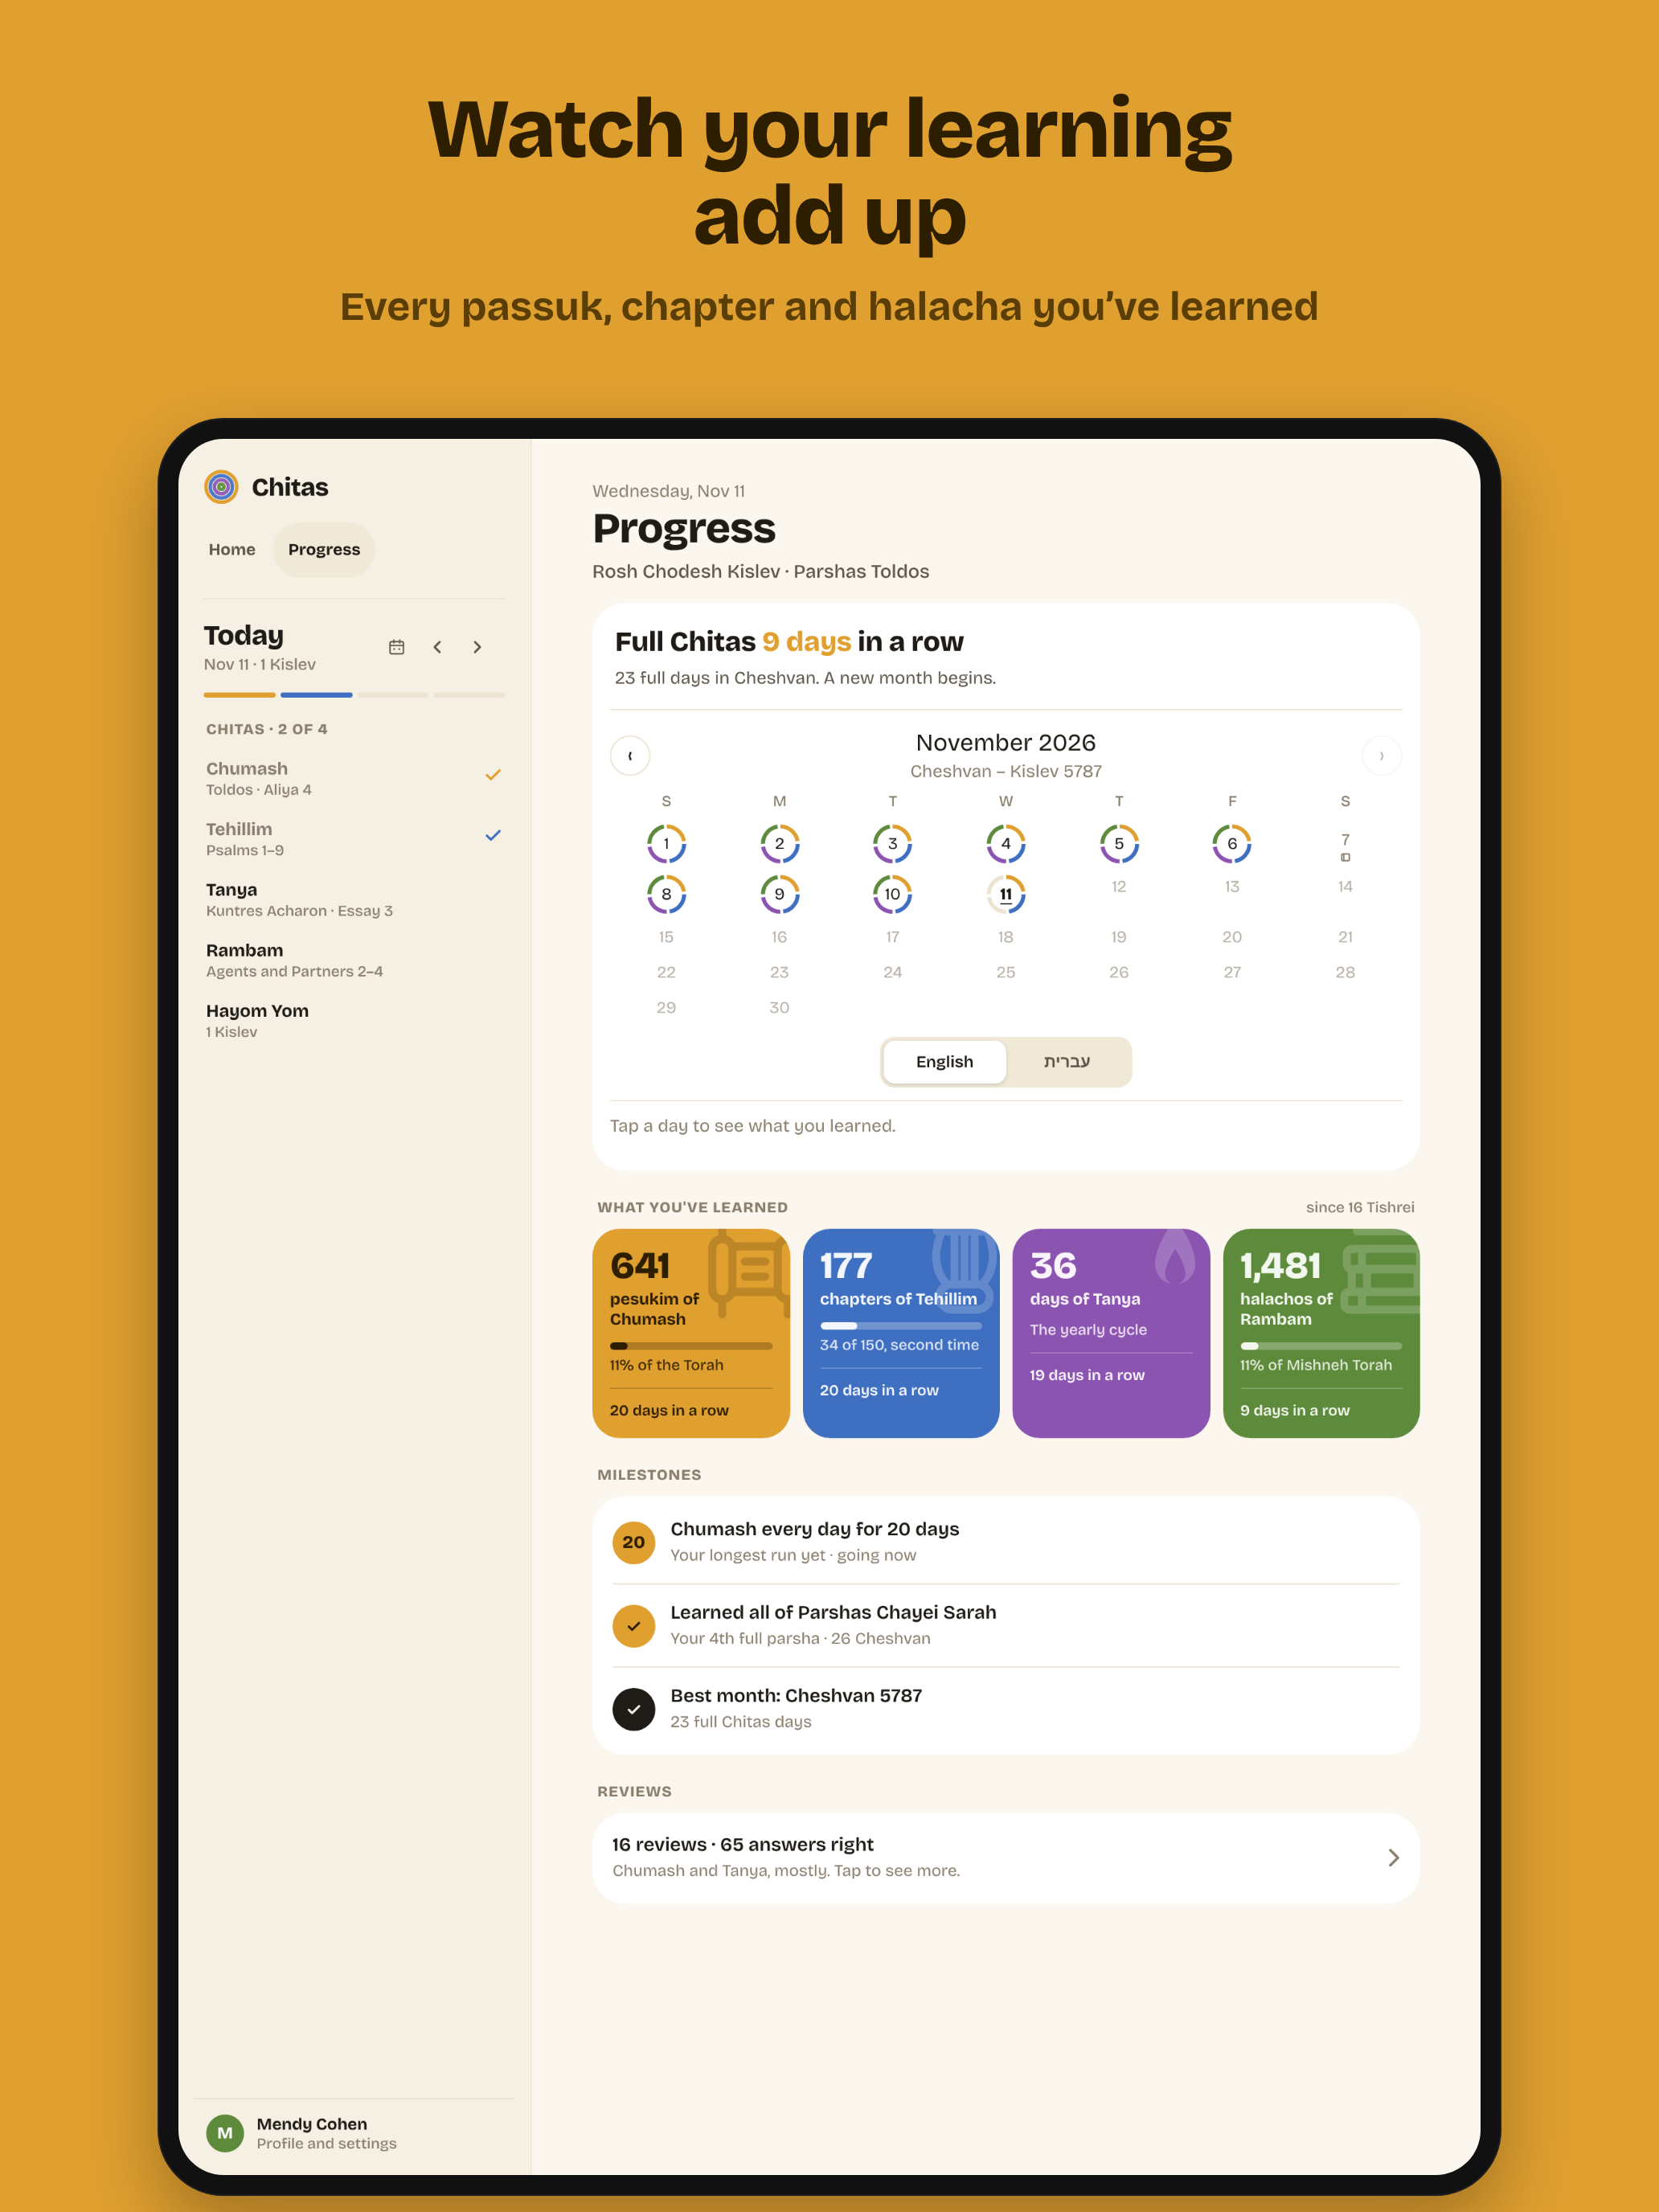 Watch your learning
add up
Every passuk, chapter and halacha you’ve learned
Chitas
Home
Progress
Today
Nov 11 · 1 Kislev
CHITAS · 2 OF 4
Chumash
Toldos · Aliya 4
Tehillim
Psalms 1–9
Tanya
Kuntres Acharon · Essay 3
Rambam
Agents and Partners 2–4
Hayom Yom
1 Kislev
M
Mendy Cohen
Profile and settings
Wednesday, Nov 11
Progress
Rosh Chodesh Kislev · Parshas Toldos
Full Chitas 9 days in a row
23 full days in Cheshvan. A new month begins.
November 2026
Cheshvan – Kislev 5787
S M T W T F S
1 2 3 4 5 6 7
8 9 10 11 12 13 14
15 16 17 18 19 20 21
22 23 24 25 26 27 28
29 30
English עברית
Tap a day to see what you learned.
WHAT YOU'VE LEARNED
since 16 Tishrei
641
pesukim of
Chumash
11% of the Torah
20 days in a row
177
chapters of Tehillim
34 of 150, second time
20 days in a row
36
days of Tanya
The yearly cycle
19 days in a row
1,481
halachos of
Rambam
11% of Mishneh Torah
9 days in a row
MILESTONES
20
Chumash every day for 20 days
Your longest run yet · going now
Learned all of Parshas Chayei Sarah
Your 4th full parsha · 26 Cheshvan
Best month: Cheshvan 5787
23 full Chitas days
REVIEWS
16 reviews · 65 answers right
Chumash and Tanya, mostly. Tap to see more.